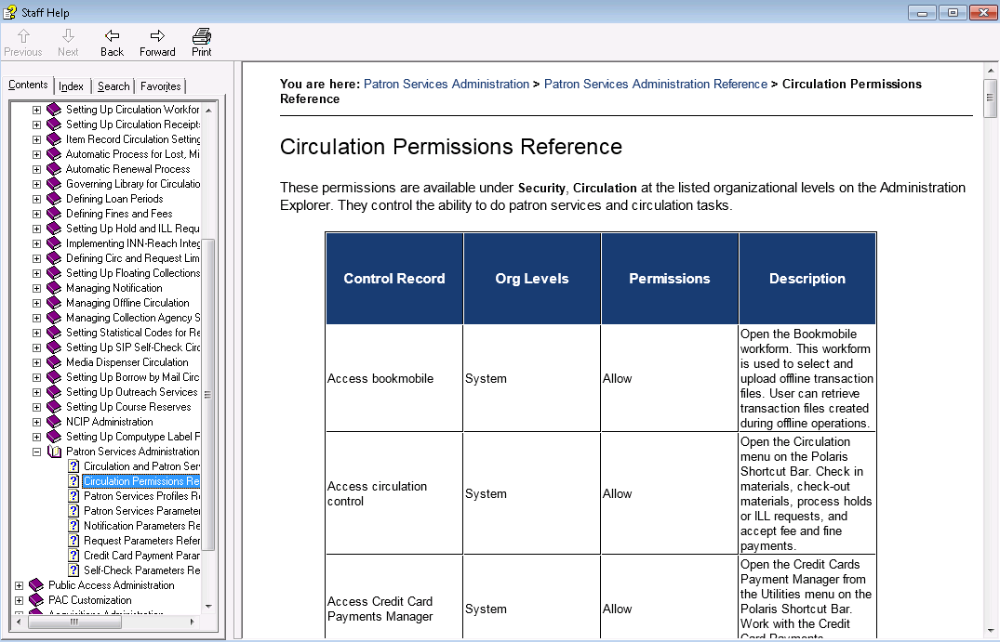 Staff Help
Previous Next Back Forward Print
Contents Index Search Favorites
Setting Up Circulation Workfor
Setting Up Circulation Receipt
Item Record Circulation Setting
Automatic Process for Lost, Mi
Automatic Renewal Process
Governing Library for Circulatio
Defining Loan Periods
Defining Fines and Fees
Setting Up Hold and ILL Requ
Implementing INN-Reach Integ
Defining Circ and Request Lim
Setting Up Floating Collections
Managing Notification
Managing Offline Circulation
Managing Collection Agency S
Setting Statistical Codes for Re
Setting Up SIP Self-Check Circ
Media Dispenser Circulation
Setting Up Borrow by Mail Circ
Setting Up Outreach Services
Setting Up Course Reserves
NCIP Administration
Setting Up Computype Label F
Patron Services Administration
Circulation and Patron Ser
Circulation Permissions Re
Patron Services Profiles R
Patron Services Parameter
Notification Parameters Re
Request Parameters Refer
Credit Card Payment Parar
Self-Check Parameters Re
Public Access Administration
PAC Customization
Acquisitions Administration
You are here: Patron Services Administration > Patron Services Administration Reference > Circulation Permissions
Reference
Circulation Permissions Reference
These permissions are available under Security, Circulation at the listed organizational levels on the Administration
Explorer. They control the ability to do patron services and circulation tasks.
Control Record Org Levels Permissions Description
Access bookmobile
System
Allow
Open the Bookmobile
workform. This workform
is used to select and
upload offline transaction
files. User can retrieve
transaction files created
during offline operations.
Access circulation
control
System
Allow
Open the Circulation
menu on the Polaris
Shortcut Bar. Check in
materials, check-out
materials, process holds
or ILL requests, and
accept fee and fine
payments.
Access Credit Card
Payments Manager
System
Allow
Open the Credit Cards
Payment Manager from
the Utilities menu on the
Polaris Shortcut Bar.
Work with the Credit
Card Payments